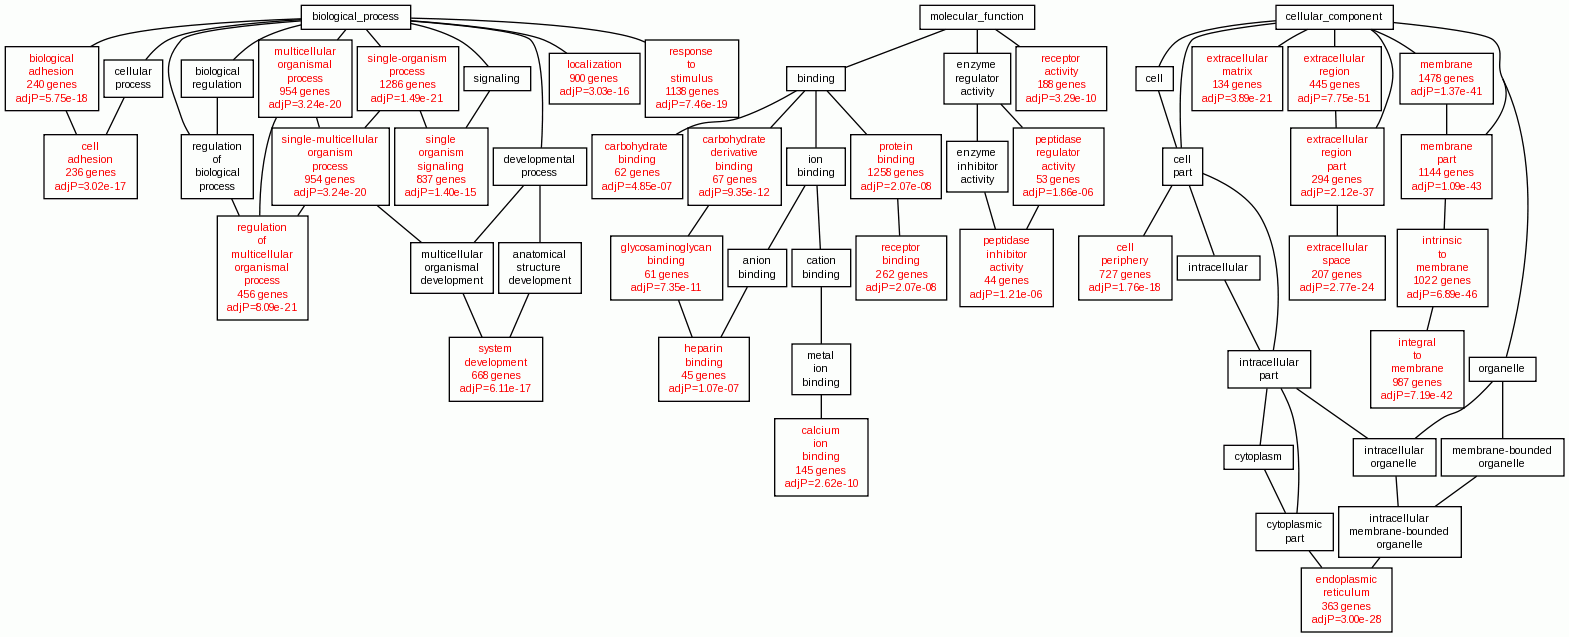 biological_process
molecular_function
cellular_component
biological
adhesion
240 genes
adjP=5.75e-18
cellular
process
biological
regulation
multicellular
organismal
process
954 genes
adjP=3.24e-20
single-organism
process
1286 genes
adjP=1.49e-21
signaling
localization
900 genes
adjP=3.03e-16
response
to
stimulus
1138 genes
adjP=7.46e-19
binding
enzyme
regulator
activity
receptor
activity
188 genes
adjP=3.29e-10
cell
extracellular
matrix
134 genes
adjP=3.89e-21
extracellular
region
445 genes
adjP=7.75e-51
membrane
1478 genes
adjP=1.37e-41
cell
adhesion
236 genes
adjP=3.02e-17
regulation
of
biological
process
single-multicellular
organism
process
954 genes
adjP=3.24e-20
single
organism
signaling
837 genes
adjP=1.40e-15
developmental
process
carbohydrate
binding
62 genes
adjP=4.85e-07
carbohydrate
derivative
binding
67 genes
adjP=9.35e-12
ion
binding
protein
binding
1258 genes
adjP=2.07e-08
enzyme
inhibitor
activity
peptidase
regulator
activity
53 genes
adjP=1.86e-06
cell
part
extracellular
region
part
294 genes
adjP=2.12e-37
membrane
part
1144 genes
adjP=1.09e-43
regulation
of
multicellular
organismal
process
456 genes
adjP=8.09e-21
multicellular
organismal
development
anatomical
structure
development
glycosaminoglycan
binding
61 genes
adjP=7.35e-11
anion
binding
cation
binding
receptor
binding
262 genes
adjP=2.07e-08
peptidase
inhibitor
activity
44 genes
adjP=1.21e-06
cell
periphery
727 genes
adjP=1.76e-18
intracellular
extracellular
space
207 genes
adjP=2.77e-24
intrinsic
to
membrane
1022 genes
adjP=6.89e-46
system
development
668 genes
adjP=6.11e-17
heparin
binding
45 genes
adjP=1.07e-07
metal
ion
binding
intracellular
part
integral
to
membrane
987 genes
adjP=7.19e-42
organelle
calcium
ion
binding
145 genes
adjP=2.62e-10
cytoplasm
intracellular
organelle
membrane-bounded
organelle
cytoplasmic
part
intracellular
membrane-bounded
organelle
endoplasmic
reticulum
363 genes
adjP=3.00e-28